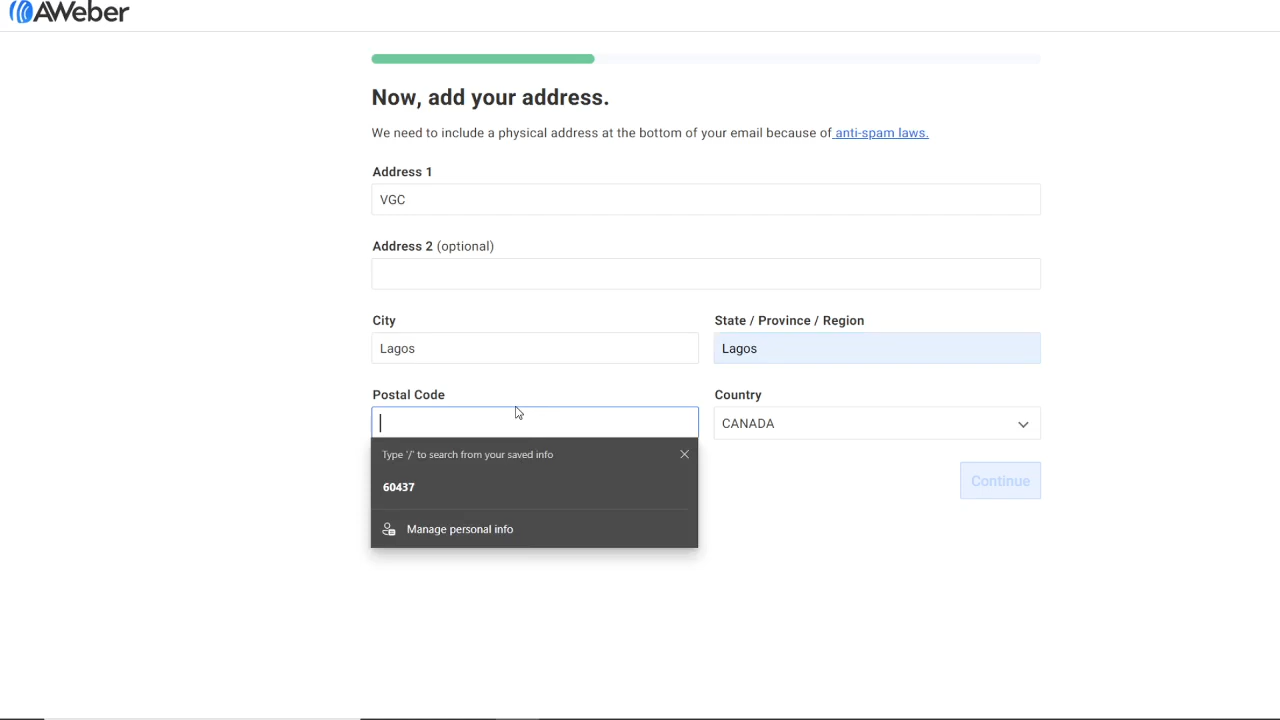 AWeber
Now, add your address.
We need to include a physical address at the bottom of your email because of anti-spam laws.
Address 1
VGC
Address 2 (optional)
City
State / Province / Region
Lagos
Lagos
Postal Code
Country
CANADA
Type '/' to search from your saved info
60437
Continue
Manage personal info